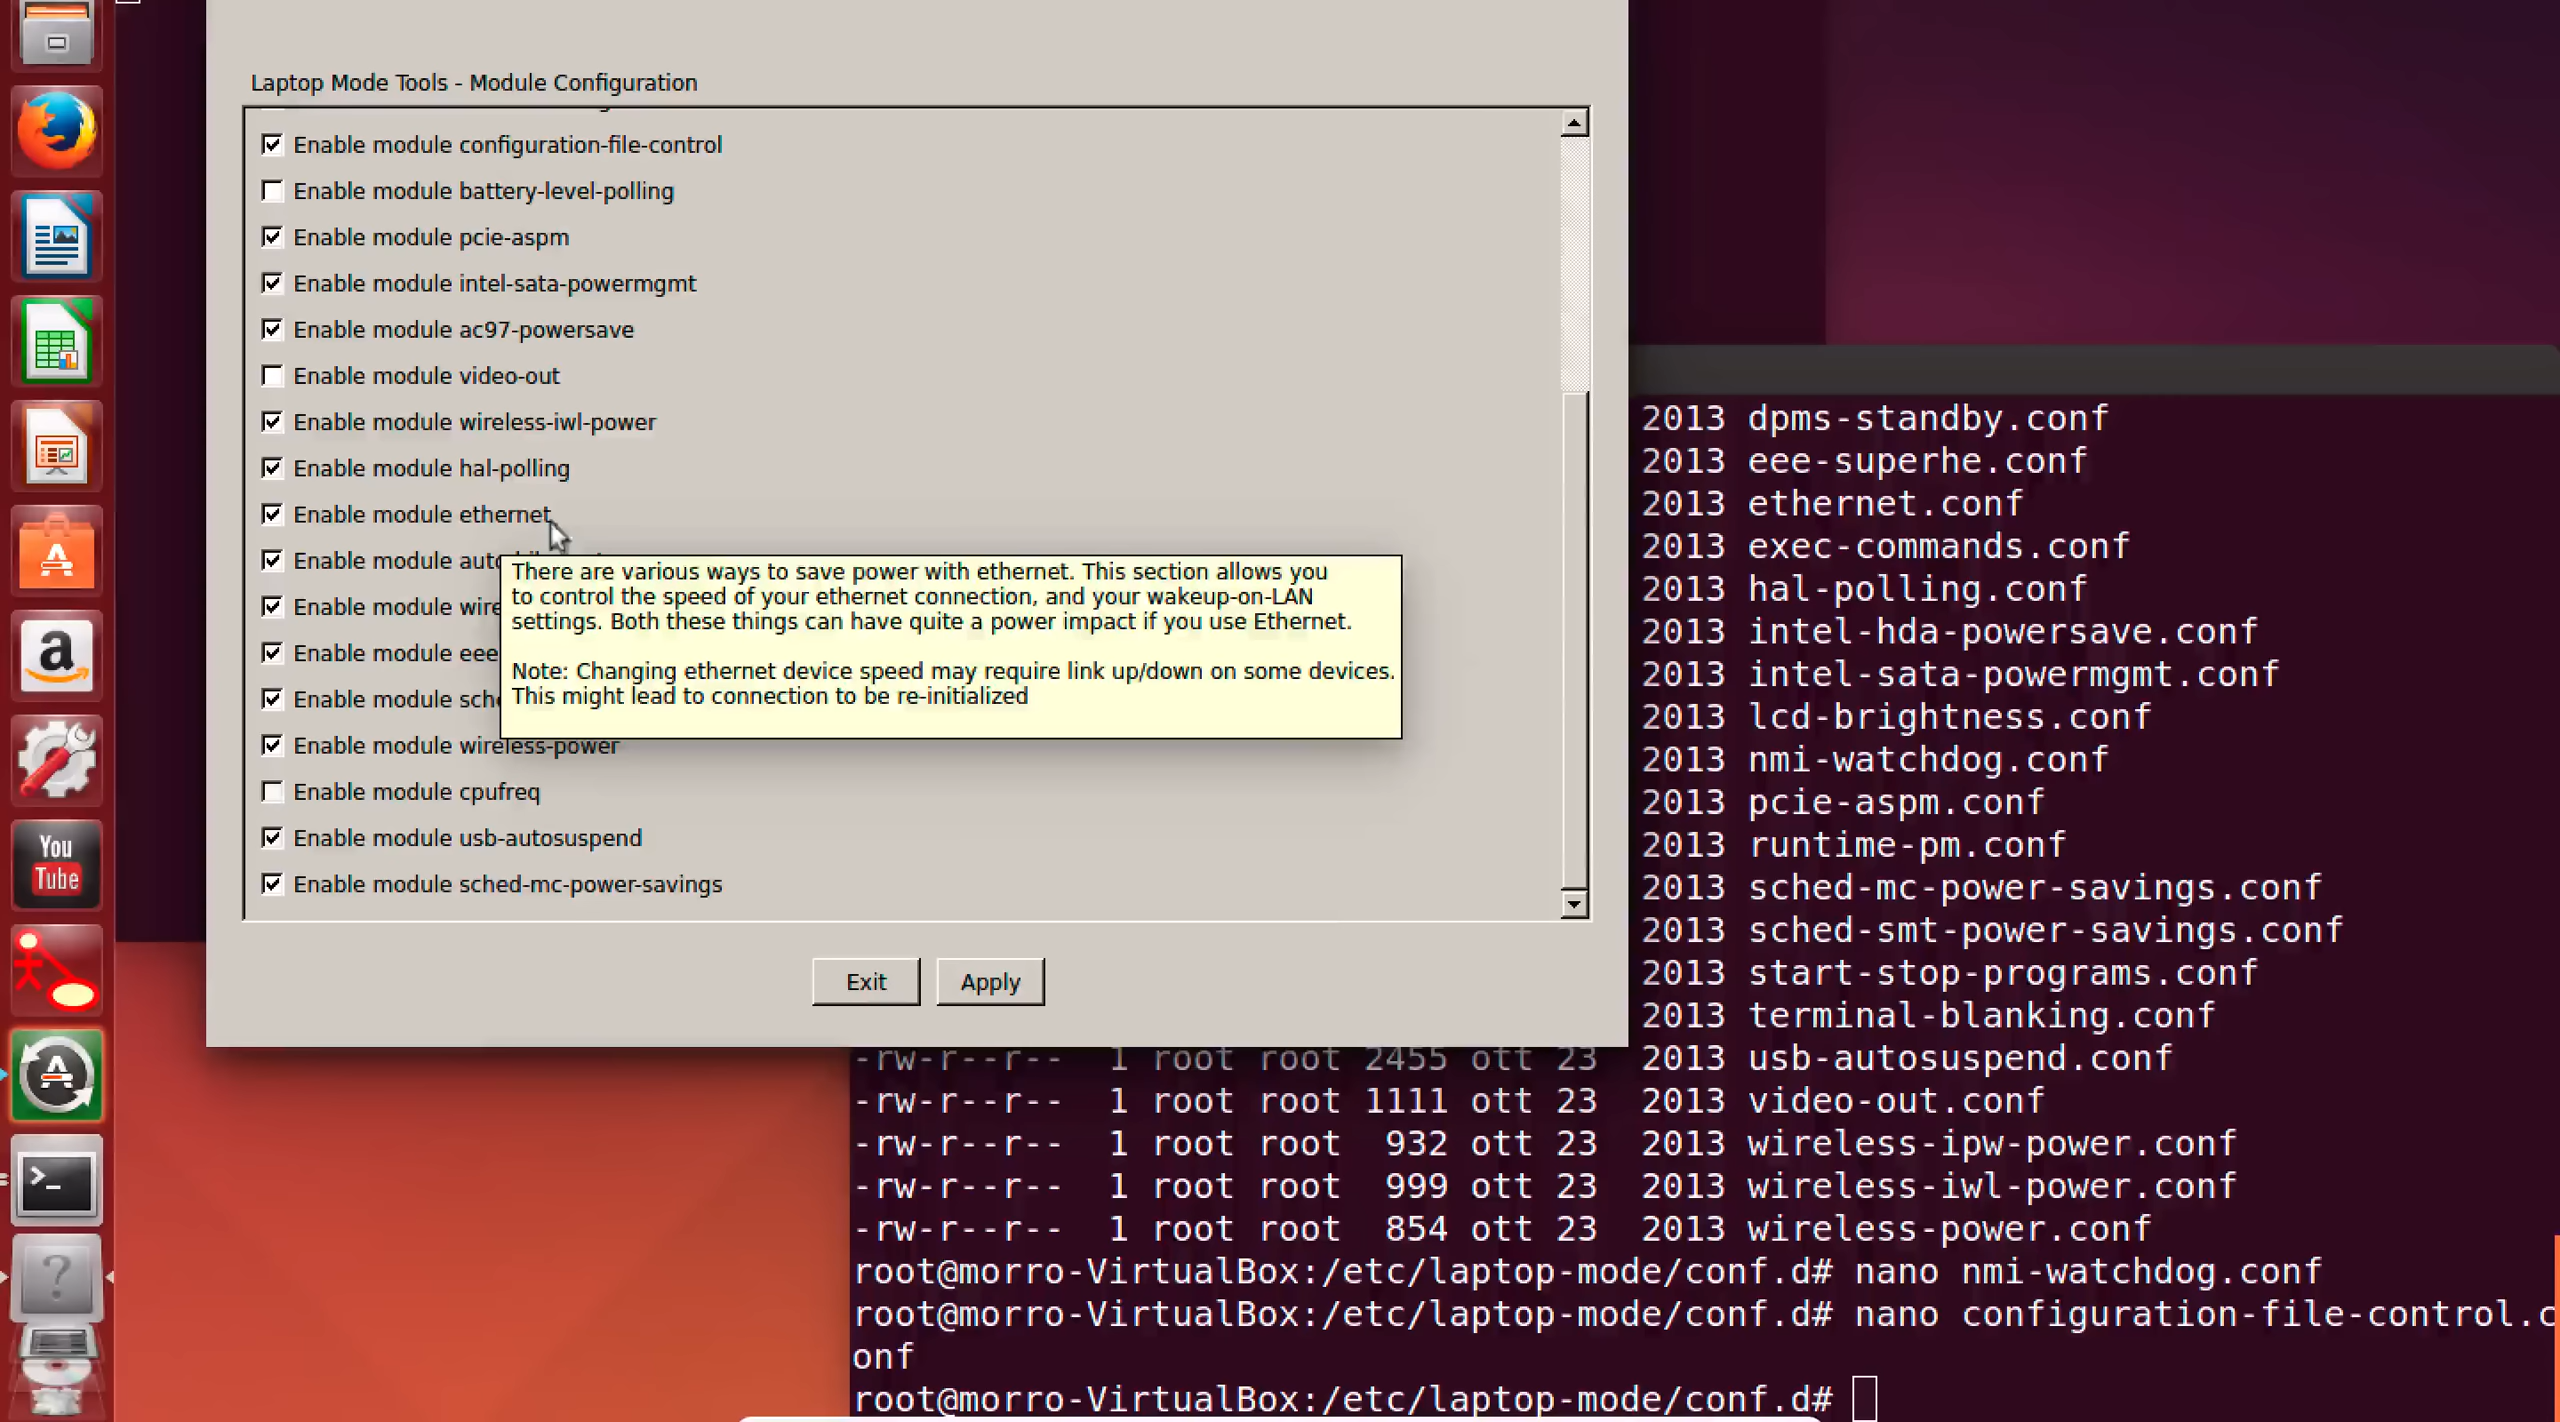 Laptop Mode Tools - Module Configuration
Enable module configuration-file-control
Enable module battery-level-polling
Enable module pcie-aspm
Enable module intel-sata-powermgmt
Enable module ac97-powersave
Enable module video-out
Enable module wireless-iwl-power
Enable module hal-polling
Enable module ethernet
Enable module
Enable module
Enable module eee
Enable module
Enable module wireless-power
Enable module cpufreq
Enable module usb-autosuspend
Enable module sched-mc-power-savings
There are various ways to save power with ethernet. This section allows you
to control the speed of your ethernet connection, and your wakeup-on-LAN
settings. Both these things can have quite a power impact if you use Ethernet.
Note: Changing ethernet device speed may require link up/down on some devices.
This might lead to connection to be re-initialized
Exit
Apply
You
Tube
2013 dpms-standby.conf
2013 eee-superhe.conf
2013 ethernet.conf
2013 exec-commands.conf
2013 hal-polling.conf
2013 intel-hda-powersave.conf
2013 intel-sata-powermgmt.conf
2013 lcd-brightness.conf
2013 nmi-watchdog.conf
2013 pcie-aspm.conf
2013 runtime-pm.conf
2013 sched-mc-power-savings.conf
2013 sched-smt-power-savings.conf
2013 start-stop-programs.conf
2013 terminal-blanking.conf
-rw-r--r-- 1 root root 2455 ott 23 2013 usb-autosuspend.conf
-rw-r--r-- 1 root root 1111 ott 23 2013 video-out.conf
-rw-r--r-- 1 root root 932 ott 23 2013 wireless-ipw-power.conf
-rw-r--r-- 1 root root 999 ott 23 2013 wireless-iwl-power.conf
-rw-r--r-- 1 root root 854 ott 23 2013 wireless-power.conf
root@morro-VirtualBox:/etc/laptop-mode/conf.d# nano nmi-watchdog.conf
root@morro-VirtualBox:/etc/laptop-mode/conf.d# nano configuration-file-control.c
onf
root@morro-VirtualBox:/etc/laptop-mode/conf.d#